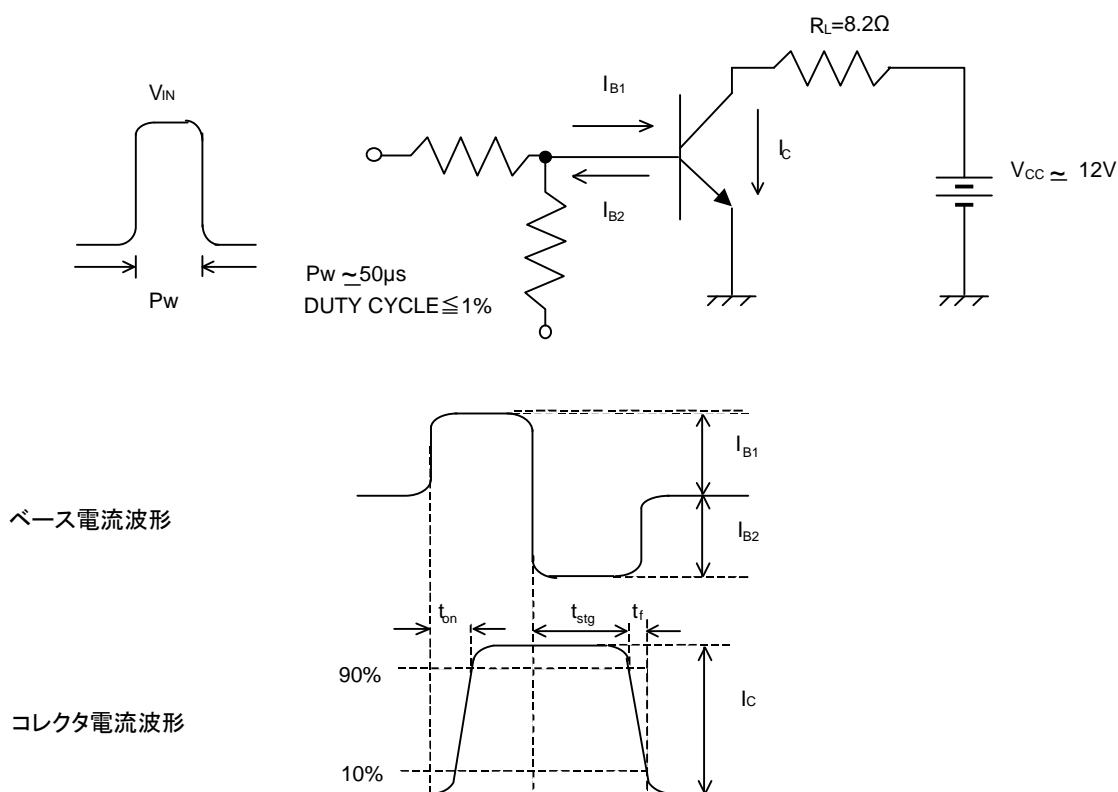 RL=8.2Ω
VIN
IB1
IC
VCC ≃ 12V
IB2
Pw ≃50μs
DUTY CYCLE≦1%
Pw
IB1
ベース電流波形
IB2
ton
tstg
tf
90%
IC
コレクタ電流波形
10%